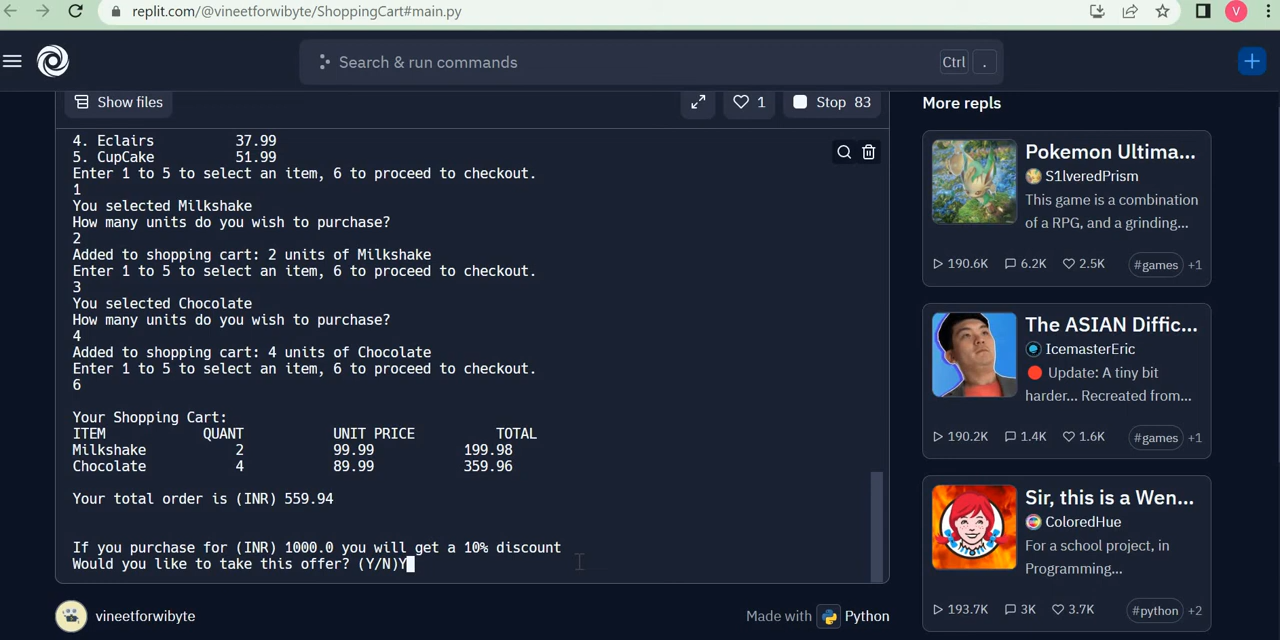 replit.com/@vineetforwibyte/ShoppingCart#main.py
V
Search & run commands
Ctrl .
Show files
1
Stop 83
4. Eclairs 37.99
5. CupCake 51.99
Enter 1 to 5 to select an item, 6 to proceed to checkout.
1
You selected Milkshake
How many units do you wish to purchase?
2
Added to shopping cart: 2 units of Milkshake
Enter 1 to 5 to select an item, 6 to proceed to checkout.
3
You selected Chocolate
How many units do you wish to purchase?
4
Added to shopping cart: 4 units of Chocolate
Enter 1 to 5 to select an item, 6 to proceed to checkout.
6
Your Shopping Cart:
ITEM QUANT UNIT PRICE TOTAL
Milkshake 2 99.99 199.98
Chocolate 4 89.99 359.96
Your total order is (INR) 559.94
If you purchase for (INR) 1000.0 you will get a 10% discount
Would you like to take this offer? (Y/N)Y
vineetforwibyte
Made with Python
More repls
Pokemon Ultima...
S1lveredPrism
This game is a combination
of a RPG, and a grinding...
190.6K 6.2K 2.5K #games +1
The ASIAN Diffic...
IcemasterEric
Update: A tiny bit
harder... Recreated from...
190.2K 1.4K 1.6K #games +1
Sir, this is a Wen...
ColoredHue
For a school project, in
Programming...
193.7K 3K 3.7K #python +2